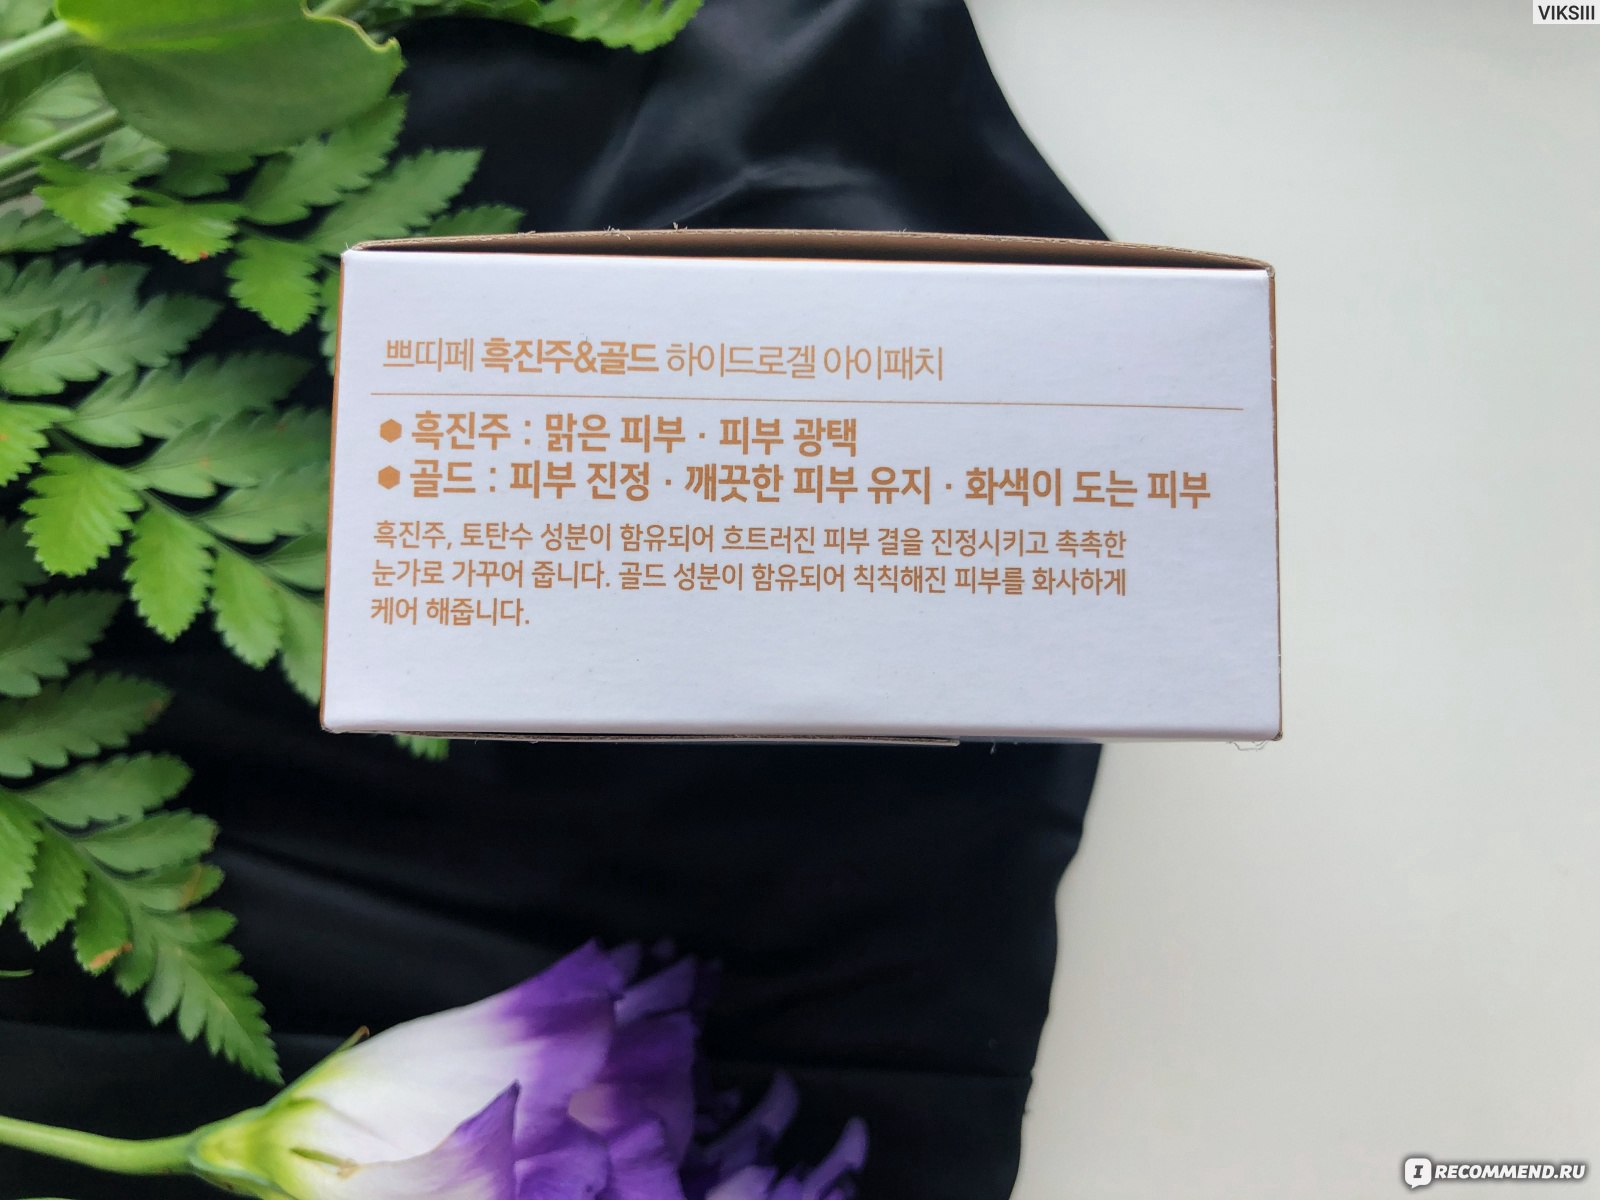 VIKSIII
쁘띠페 흑진주&골드 하이드로겔 아이패치
흑진주 : 맑은 피부 · 피부 광택
골드 : 피부 진정 · 깨끗한 피부 유지 · 화색이 도는 피부
흑진주, 토탄수 성분이 함유되어 흐트러진 피부 결을 진정시키고 촉촉한
눈가로 가꾸어 줍니다. 골드 성분이 함유되어 칙칙해진 피부를 화사하게
케어 해줍니다.
I RECOMMEND.RU